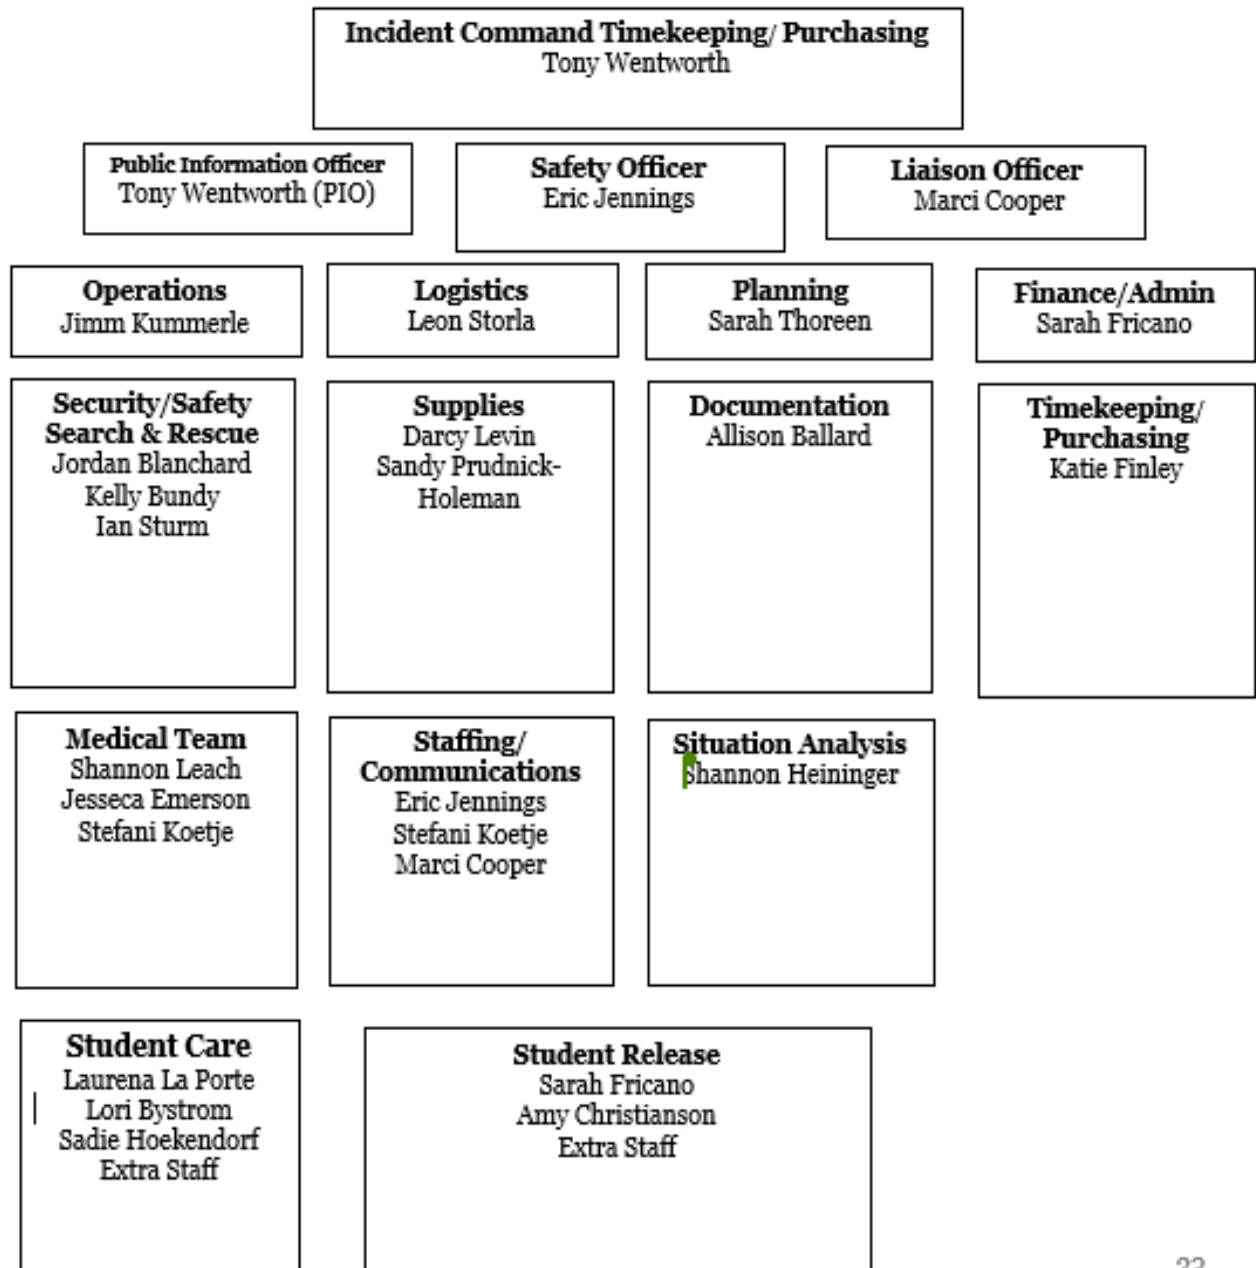 Incident Command Timekeeping/ Purchasing
Tony Wentworth
Public Information Officer
Tony Wentworth (PIO)
Safety Officer
Eric Jennings
Liaison Officer
Marci Cooper
Operations
Jimm Kummerle
Logistics
Leon Storla
Planning
Sarah Thoreen
Finance/Admin
Sarah Fricano
Security/Safety
Search & Rescue
Jordan Blanchard
Kelly Bundy
Ian Sturm
Supplies
Darcy Levin
Sandy Prudnick-
Holeman
Documentation
Allison Ballard
Timekeeping/
Purchasing
Katie Finley
Medical Team
Shannon Leach
Jesseca Emerson
Stefani Koetje
Staffing/
Communications
Eric Jennings
Stefani Koetje
Marci Cooper
Situation Analysis
Shannon Heininger
Student Care
Laurena La Porte
Lori Bystrom
Sadie Hoekendorf
Extra Staff
Student Release
Sarah Fricano
Amy Christianson
Extra Staff